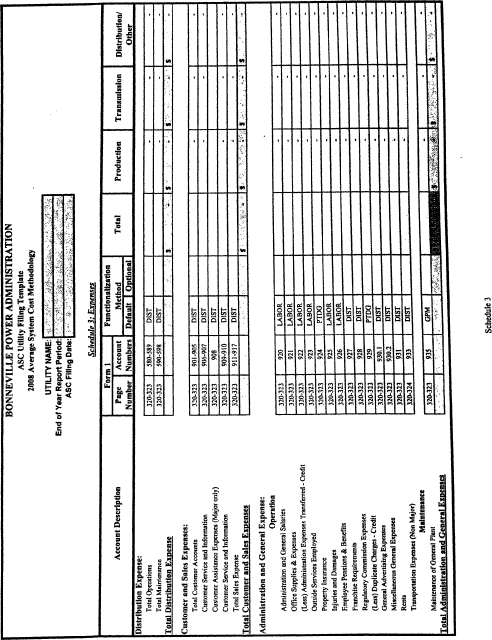 BONNEVILLE POWER ADMINISTRATION
ASC Utility Filing Template
2008 Average System Cost Methodology
UTILITY NAME:
End of Year Report Period:
ASC Filing Date:
Schedule 3: Expenses
Account Description
Form 1
Page Number
Account Numbers
Functionalization Method
Default Optional
Total
Production
Transmission
Distribution/ Other
Distribution Expense:
Total Operations 320-323 580-589 DIST - - -
Total Maintenance 320-323 590-598 DIST - - -
Total Distribution Expense $ $ $ $
Customer and Sales Expenses:
Total Customer Accounts 320-323 901-905 DIST - - -
Customer Service and Information 320-323 906-907 DIST - - -
Customer Assistance Expenses (Major only) 320-323 908 DIST - - -
Customer Service and Information 320-323 909-910 DIST - - -
Total Sales Expense 320-323 911-917 DIST - - -
Total Customer and Sales Expenses $ $ $ $
Administration and General Expense:
Operation
Administration and General Salaries 320-323 920 LABOR - - -
Office Supplies & Expenses 320-323 921 LABOR - - -
(Less) Administration Expenses Transferred - Credit 320-323 922 LABOR - - -
Outside Services Employed 320-323 923 LABOR - - -
Property Insurance 320-323 924 PTDG - - -
Injuries and Damages 320-323 925 LABOR - - -
Employee Pensions & Benefits 320-323 926 LABOR - - -
Franchise Requirements 320-323 927 DIST - - -
Regulatory Commission Expenses 320-323 928 DIST - - -
(Less) Duplicate Charges - Credit 320-323 929 PTDG - - -
General Advertising Expenses 320-323 930.1 DIST - - -
Miscellaneous General Expenses 320-323 930.2 DIST - - -
Rents 320-323 931 DIST - - -
Transportation Expenses (Non Major) 320-324 933 DIST - - -
Maintenance
Maintenance of General Plant 320-323 935 GPM - - -
Total Administration and General Expenses $ $ $
Schedule 3